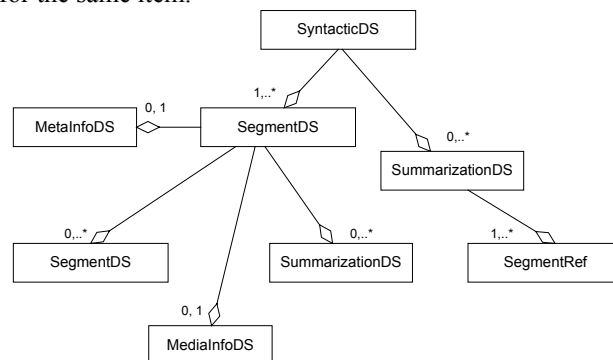 for the same item.
SyntacticDS
1,..*
0, 1
MetaInfoDS
SegmentDS
0,..*
SummarizationDS
0,..*
0,..*
1,..*
SegmentDS
SummarizationDS
SegmentRef
0, 1
MediaInfoDS